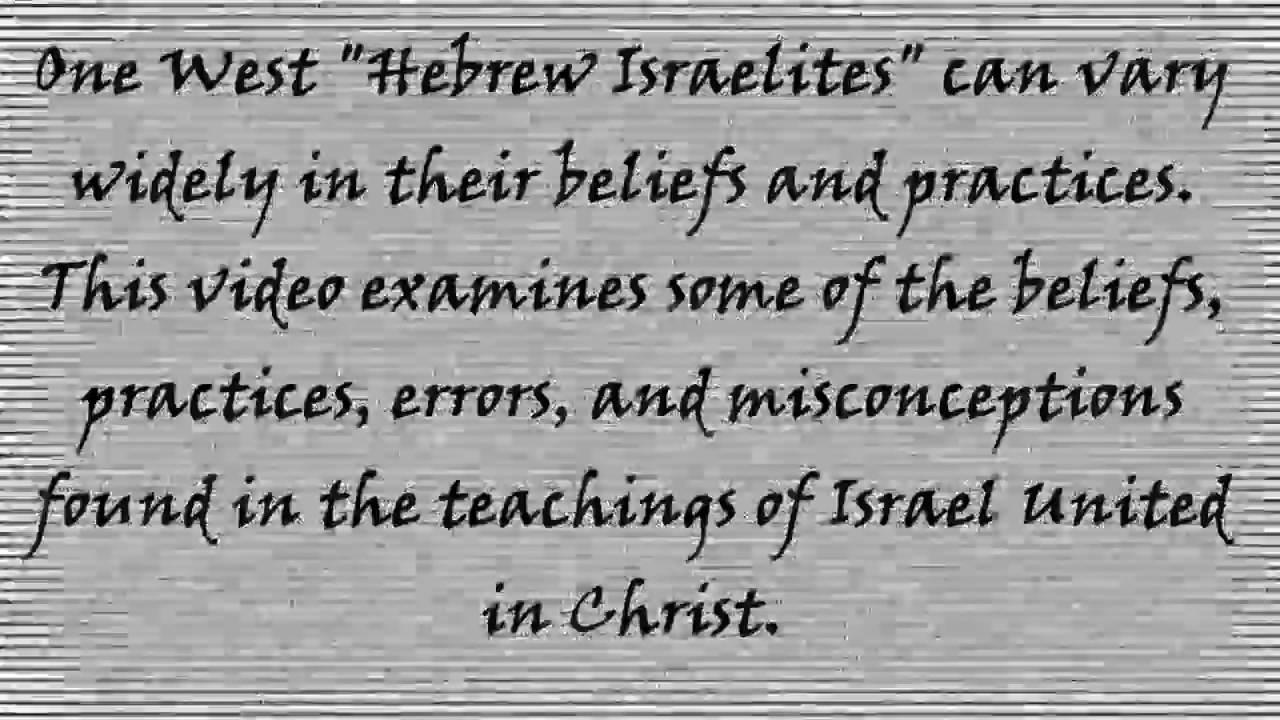 One West "Hebrew Israelites" can vary
widely in their beliefs and practices.
This video examines some of the beliefs,
practices, errors, and misconceptions
found in the teachings of Israel United
in Christ.